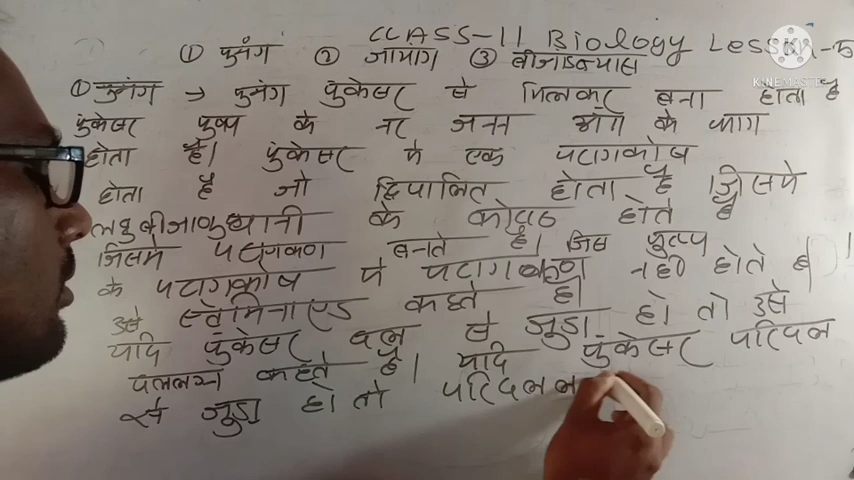 CLASS-11 Biology Lesson-5
① पुमंग ② जायांग ③ बीजांडन्यास
KINEMASTER
① पुमंग → पुमंग पुंकेसर से मिलकर बना होता है
पुंकेसर पुष्प के नर जनन अंग के भाग
होता है। पुंकेसर मे एक परागकोष
होता है जो द्विपालित होता है। जिसमे
लघुबीजाणुधानी के कोष्ठ होते है
जिसमे परागकण बनते है। जिस पुष्प
के परागकोष मे परागकण नही होते है।
उसे स्टेमिनाएड कहते है
यदि पुंकेसर दल से जुडा हो तो उसे
दललग्न कहते है। यदि पुंकेसर परिदल
से जुडा हो तो परिदलल